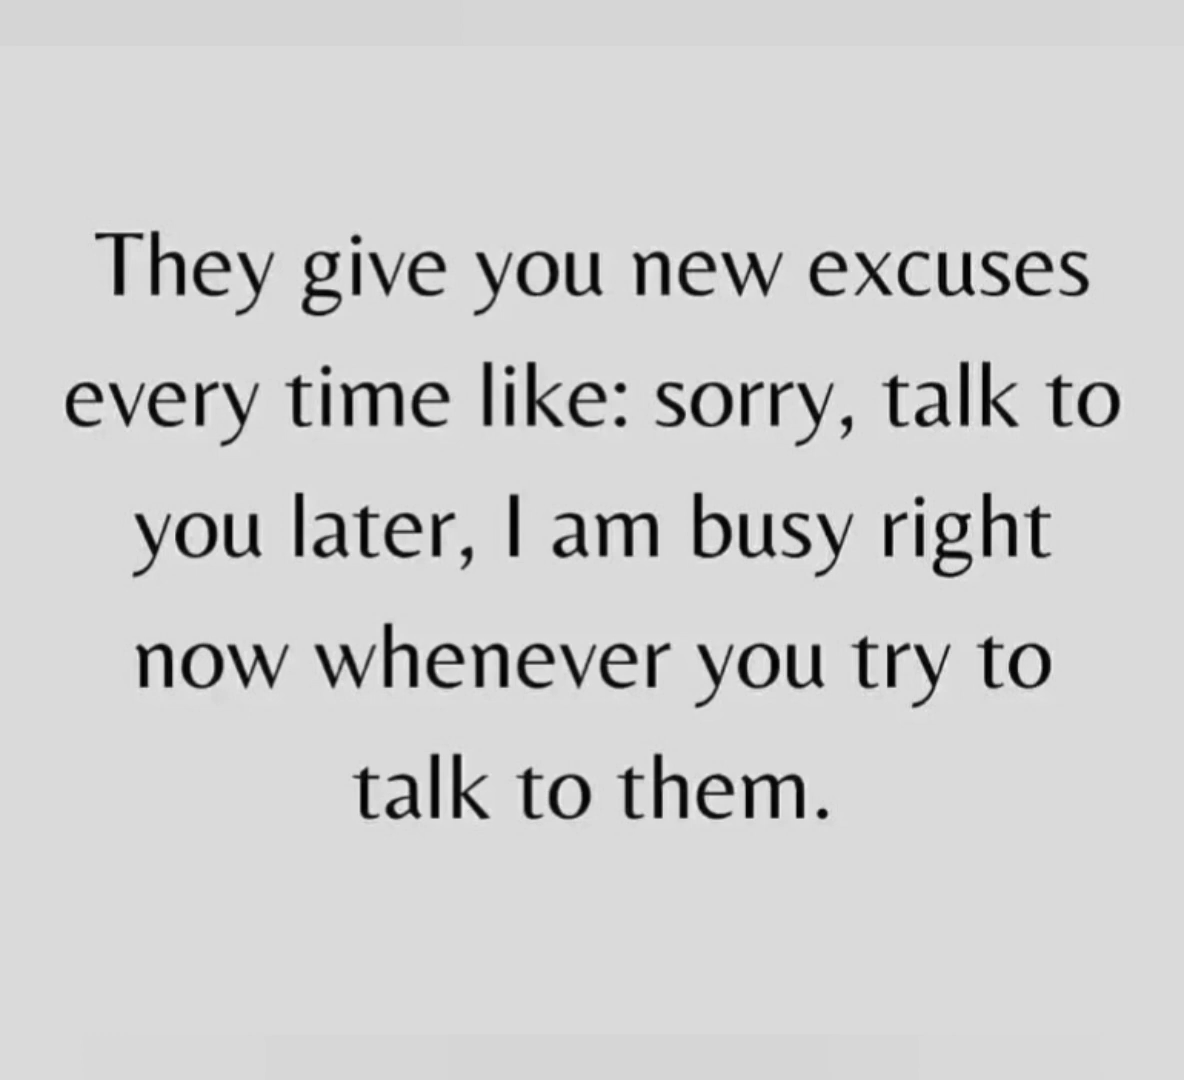 They give you new excuses
every time like: sorry, talk to
you later, I am busy right
now whenever you try to
talk to them.